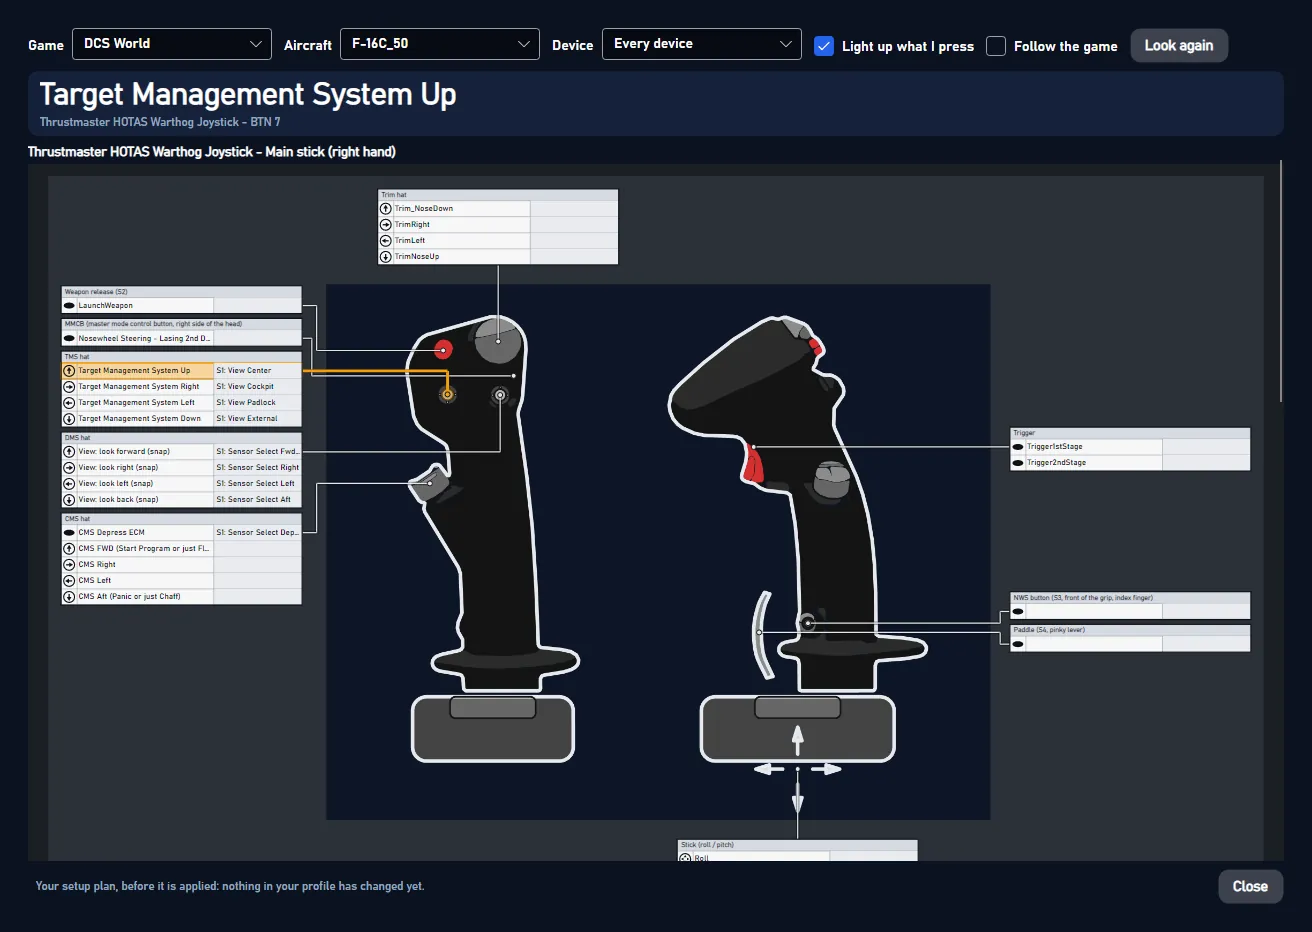 Game
DCS World
Aircraft
F-16C_50
Device
Every device
Light up what I press
Follow the game
Look again
Target Management System Up
Thrustmaster HOTAS Warthog Joystick - BTN 7
Thrustmaster HOTAS Warthog Joystick - Main stick (right hand)
Trim hat
Trim_NoseDown
TrimRight
TrimLeft
TrimNoseUp
Weapon release (S2)
LaunchWeapon
MMCB (master mode control button, right side of the head)
Nosewheel Steering - Lasing 2nd D...
TMS hat
Target Management System Up S1: View Center
Target Management System Right S1: View Cockpit
Target Management System Left S1: View Padlock
Target Management System Down S1: View External
DMS hat
View: look forward (snap) S1: Sensor Select Fwd...
View: look right (snap) S1: Sensor Select Right
View: look left (snap) S1: Sensor Select Left
View: look back (snap) S1: Sensor Select Aft
CMS hat
CMS Depress ECM S1: Sensor Select Dep...
CMS FWD (Start Program or just Fl...
CMS Right
CMS Left
CMS Aft (Panic or just Chaff)
Trigger
Trigger1stStage
Trigger2ndStage
NWS button (S3, front of the grip, index finger)
Paddle (S4, pinky lever)
Stick (roll / pitch)
Roll
Your setup plan, before it is applied: nothing in your profile has changed yet.
Close